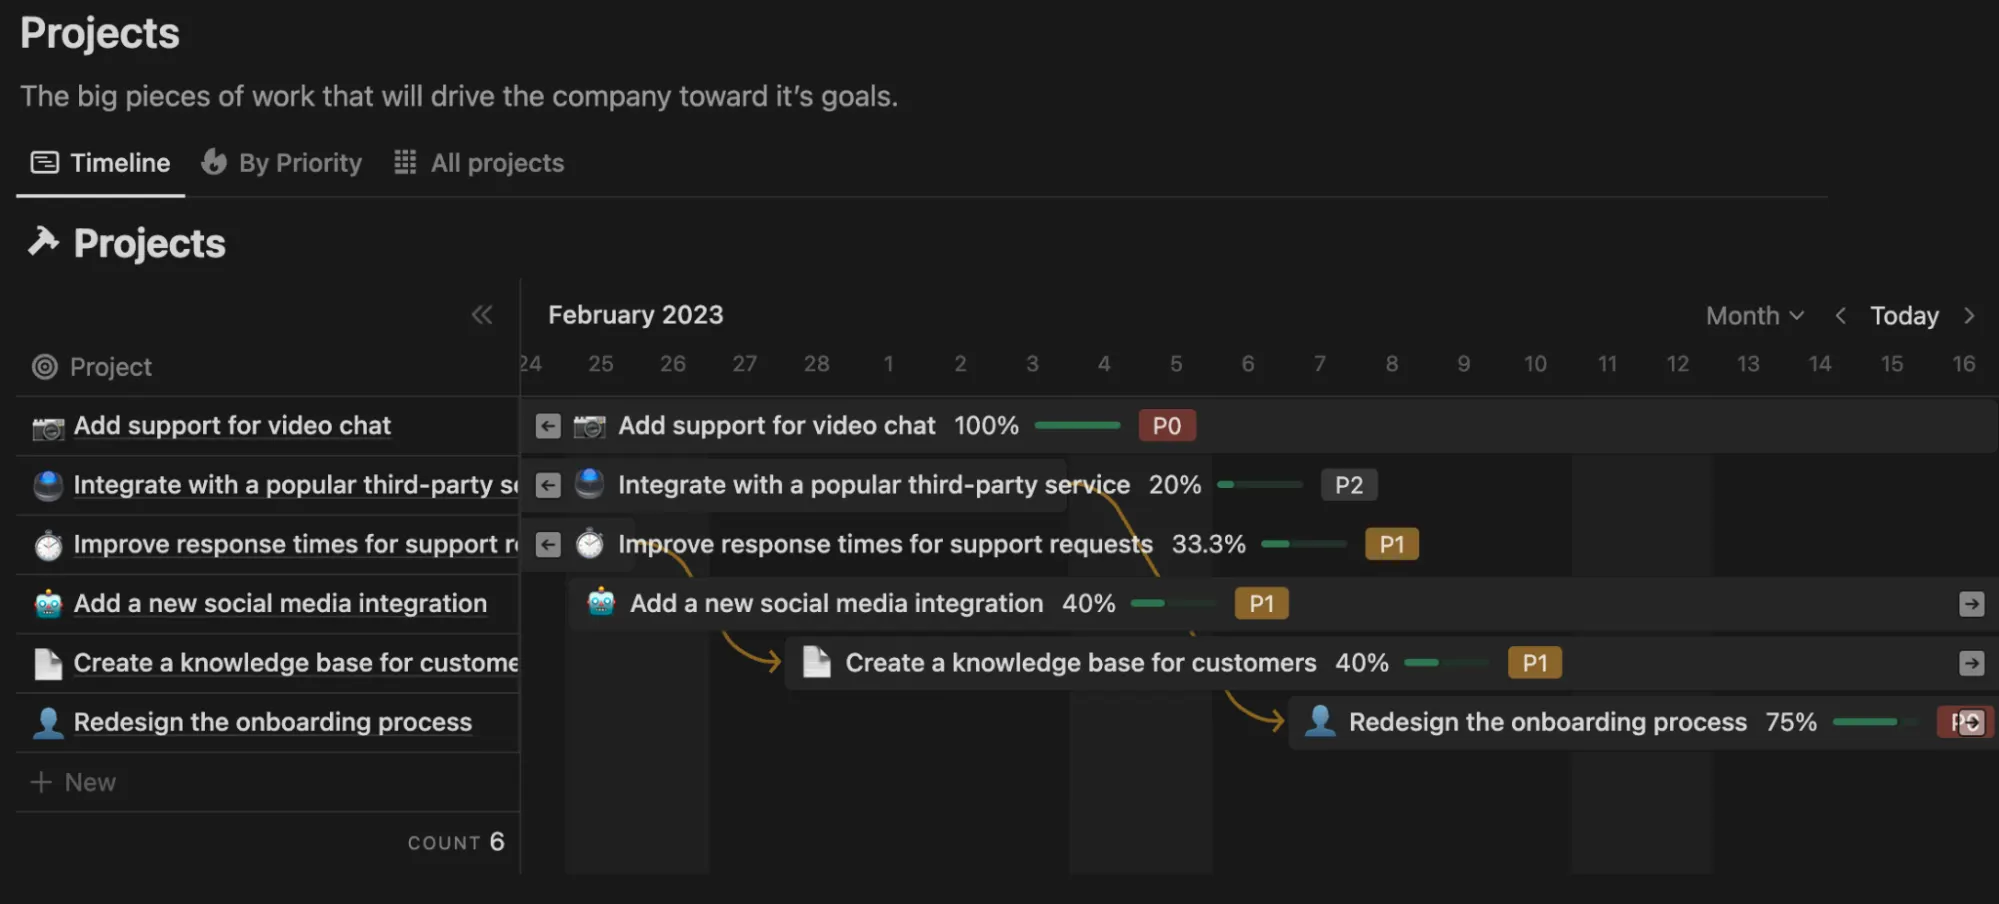 Projects
The big pieces of work that will drive the company toward it’s goals.
Timeline By Priority All projects
Projects
February 2023 Month Today
Project 24 25 26 27 28 1 2 3 4 5 6 7 8 9 10 11 12 13 14 15 16
Add support for video chat Add support for video chat 100% P0
Integrate with a popular third-party se Integrate with a popular third-party service 20% P2
Improve response times for support re Improve response times for support requests 33.3% P1
Add a new social media integration Add a new social media integration 40% P1
Create a knowledge base for custome Create a knowledge base for customers 40% P1
Redesign the onboarding process Redesign the onboarding process 75% P0
New
COUNT 6